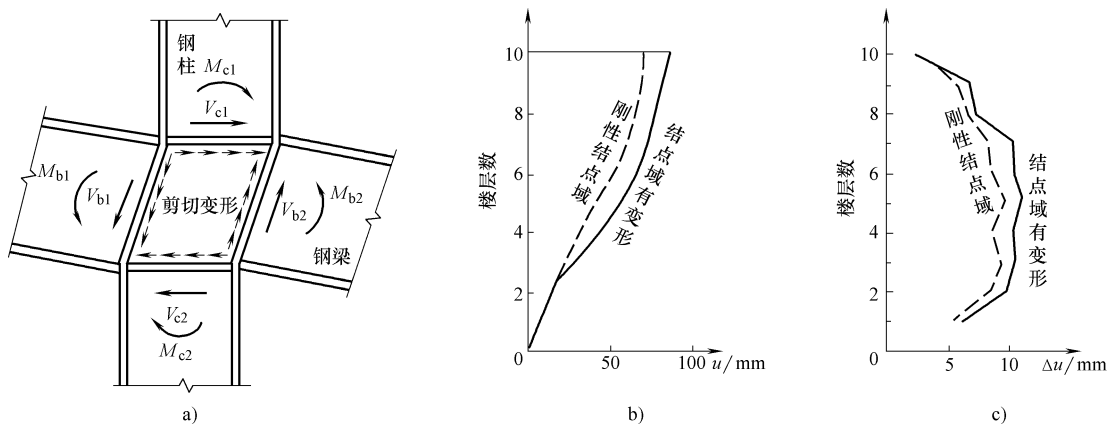 钢柱
Mc1
Vc1
Mb1
Vb1
剪切变形
Vb2
Mb2
钢梁
Vc2
Mc2
a)
楼层数
10
8
6
4
2
0
50
100
u/mm
刚性结点域
结点域有变形
b)
楼层数
10
8
6
4
2
0
5
10
Δu/mm
刚性结点域
结点域有变形
c)